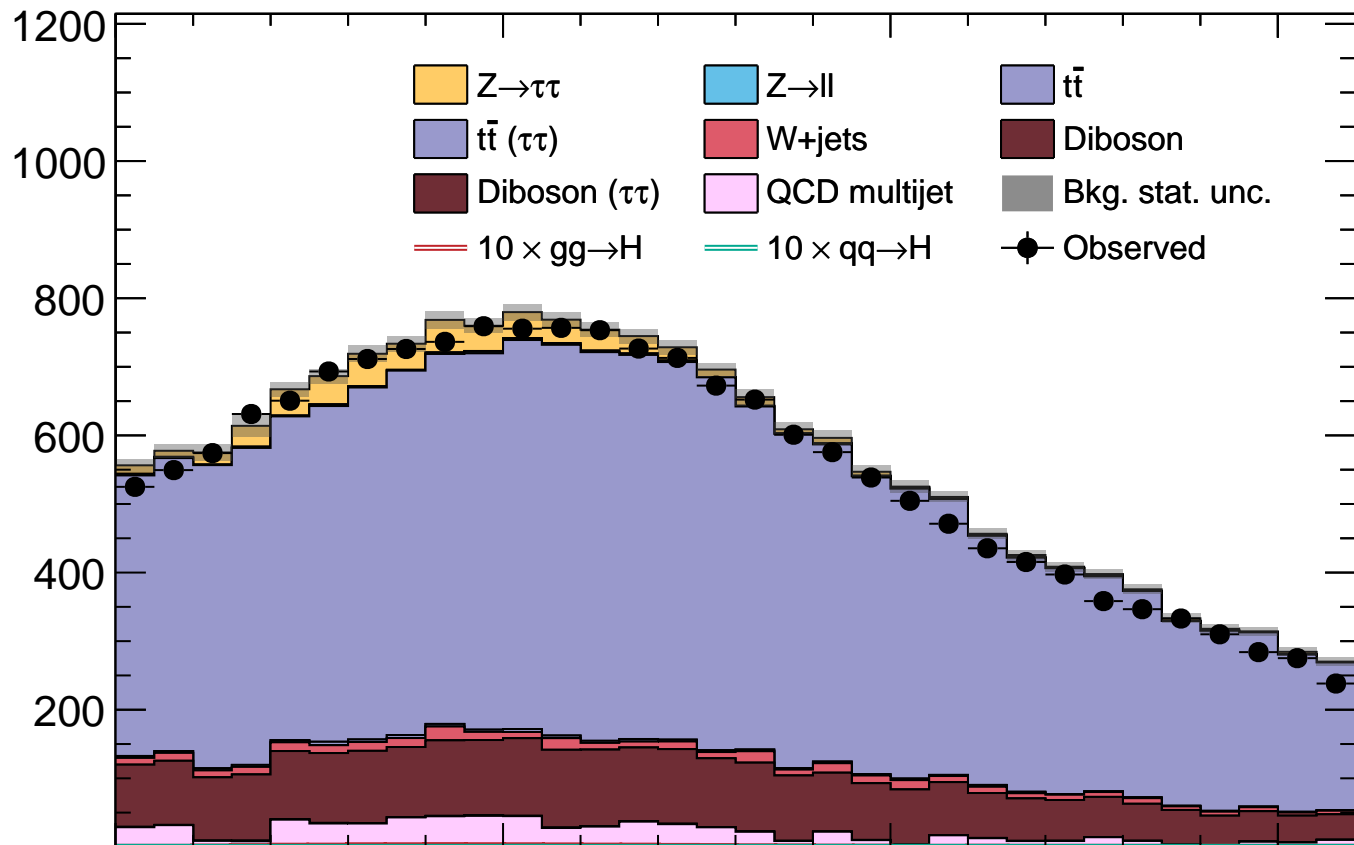 1200
Z→ττ Z→ll tt̄
tt̄ (ττ) W+jets Diboson
1000
Diboson (ττ) QCD multijet Bkg. stat. unc.
10 × gg→H 10 × qq→H Observed
800
600
400
200